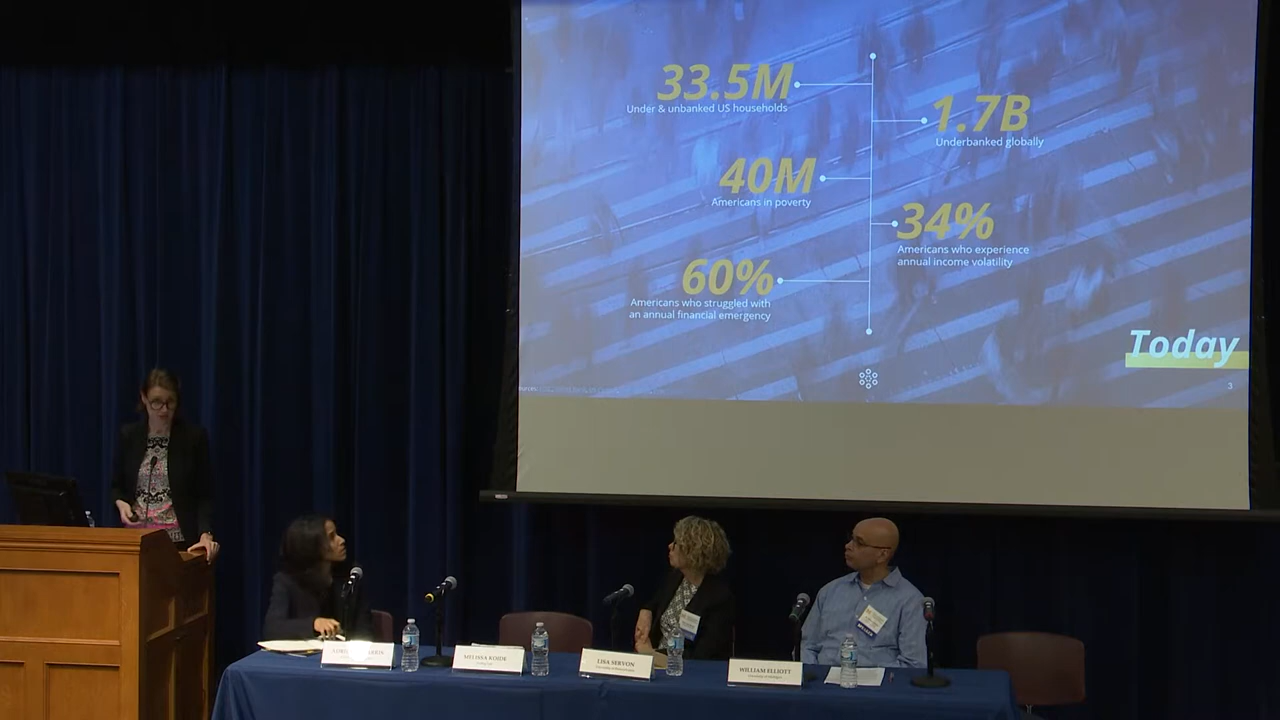 33.5M
Under & unbanked US households
1.7B
Underbanked globally
40M
Americans in poverty
34%
Americans who experience
annual income volatility
60%
Americans who struggled with
an annual financial emergency
Today
3
MELISSA KOIDE
LISA SERVON
WILLIAM ELLIOTT